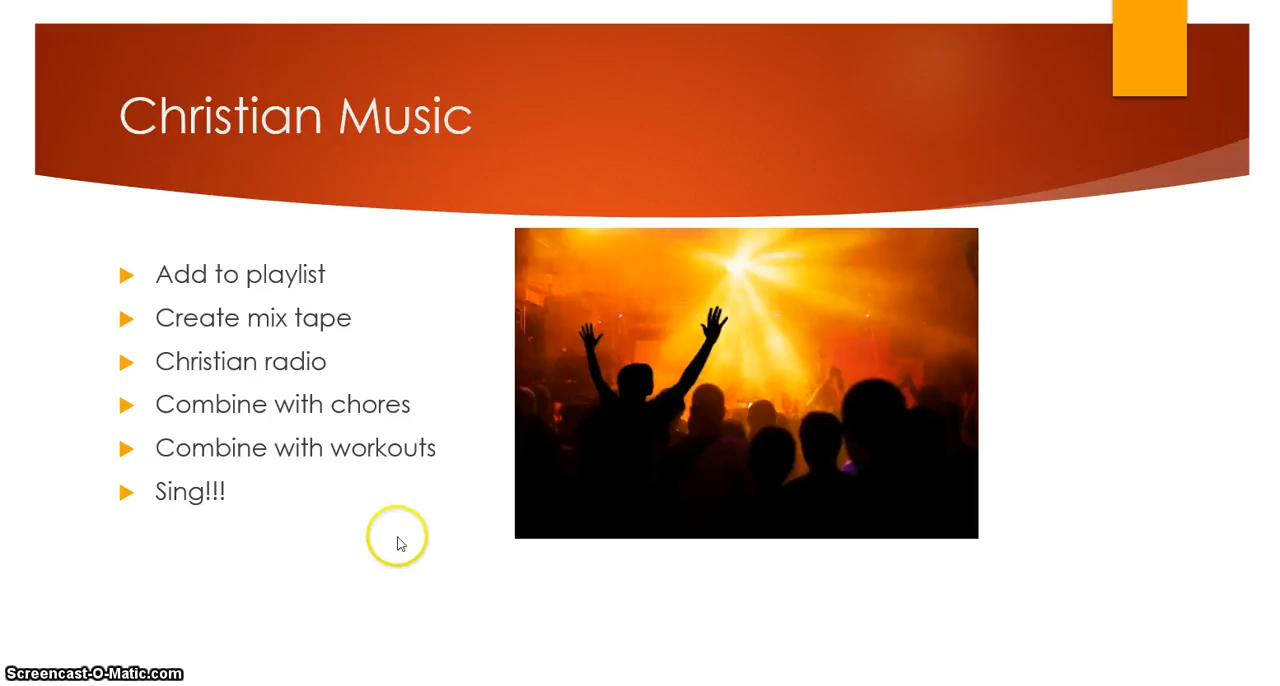 Christian Music
Add to playlist
Create mix tape
Christian radio
Combine with chores
Combine with workouts
Sing!!!
Screencast-O-Matic.com